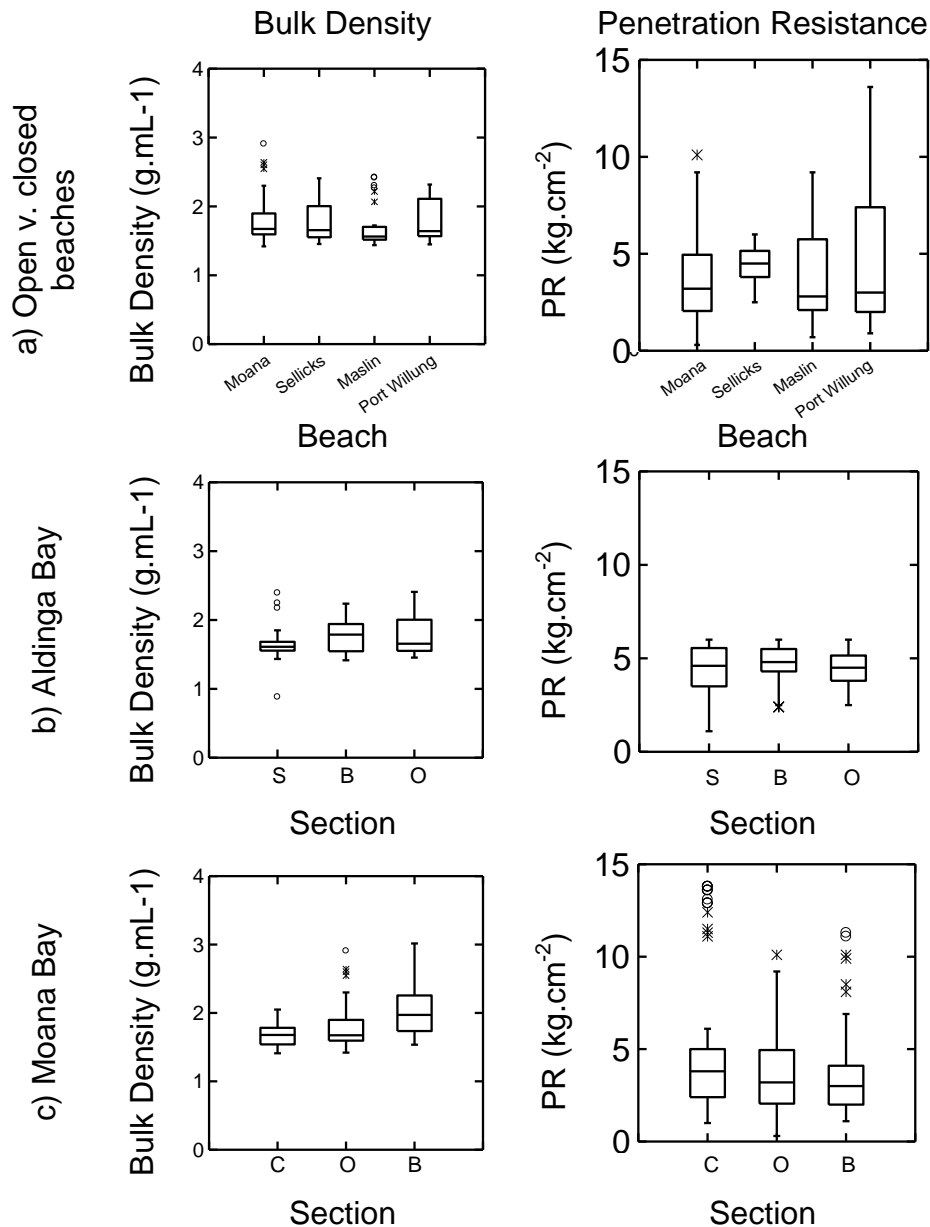 Bulk Density
Penetration Resistance
a) Open v. closed
beaches
Bulk Density (g.mL-1)
4
3
2
1
0
Moana
Sellicks
Maslin
Port Willung
Beach
PR (kg.cm-2)
15
10
5
0
Moana
Sellicks
Maslin
Port Willung
Beach
b) Aldinga Bay
Bulk Density (g.mL-1)
4
3
2
1
0
S B O
Section
PR (kg.cm-2)
15
10
5
0
S B O
Section
c) Moana Bay
Bulk Density (g.mL-1)
4
3
2
1
0
C O B
Section
PR (kg.cm-2)
15
10
5
0
C O B
Section